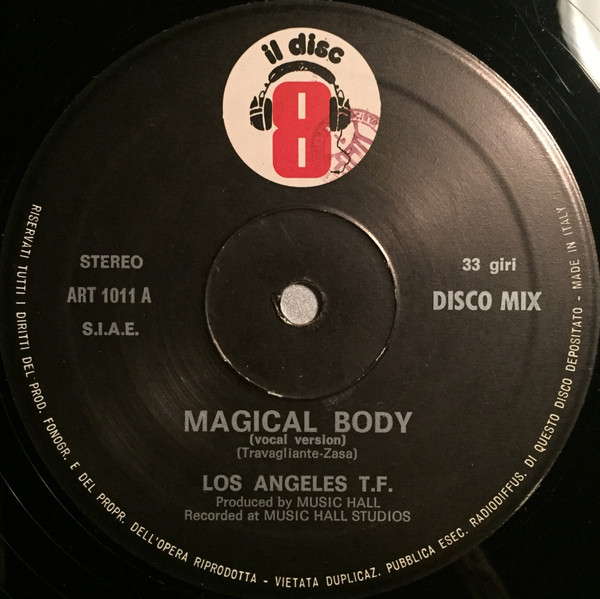 il disc
8
STEREO
ART 1011 A
S.I.A.E.
33 giri
DISCO MIX
MAGICAL BODY
(vocal version)
(Travagliante-Zasa)
LOS ANGELES T.F.
Produced by MUSIC HALL
Recorded at MUSIC HALL STUDIOS
RISERVATI TUTTI I DIRITTI DEL PROD. FONOGR. E DEL PROPR. DELL'OPERA RIPRODOTTA - VIETATA DUPLICAZ. PUBBLICA ESEC. RADIODIFFUS. DI QUESTO DISCO DEPOSITATO - MADE IN ITALY